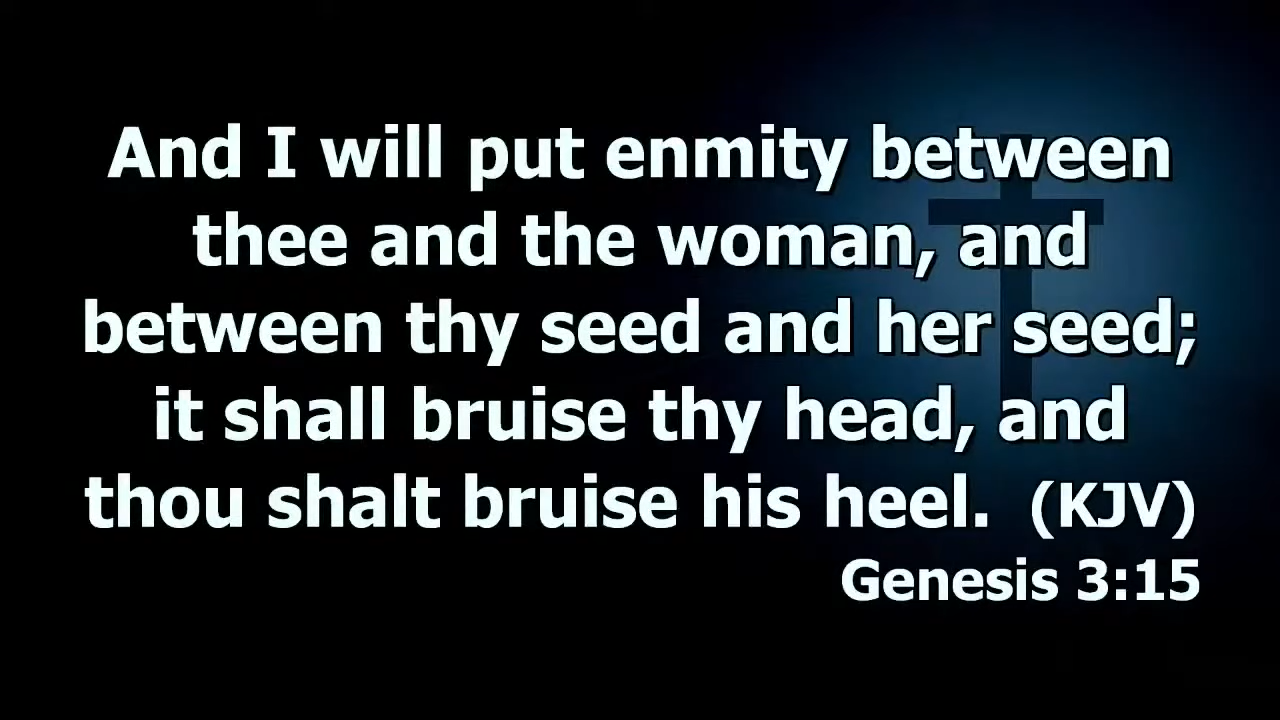 And I will put enmity between
thee and the woman, and
between thy seed and her seed;
it shall bruise thy head, and
thou shalt bruise his heel. (KJV)
Genesis 3:15